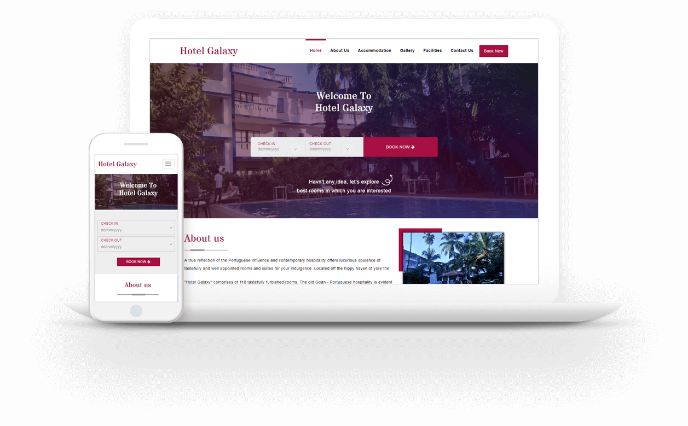 Hotel Galaxy
Home About Us Accommodation Gallery Facilities Contact Us Book Now
Welcome To
Hotel Galaxy
CHECK IN CHECK OUT
dd/mm/yyyy dd/mm/yyyy
BOOK NOW
Havn't any idea, let's explore
best rooms in which you are interested
About us
A true reflection of the Portuguese influence and contemporary hospitality offers luxurious opulence of
tastefully and well appointed rooms and suites for your indulgence. Located off the hippy haven of
"Hotel Galaxy" comprises of 118 tastefully furbished rooms. The old Goan - Portuguese hospitality is evident
Hotel Galaxy
Welcome To
Hotel Galaxy
CHECK IN
dd/mm/yyyy
CHECK OUT
dd/mm/yyyy
BOOK NOW
About us